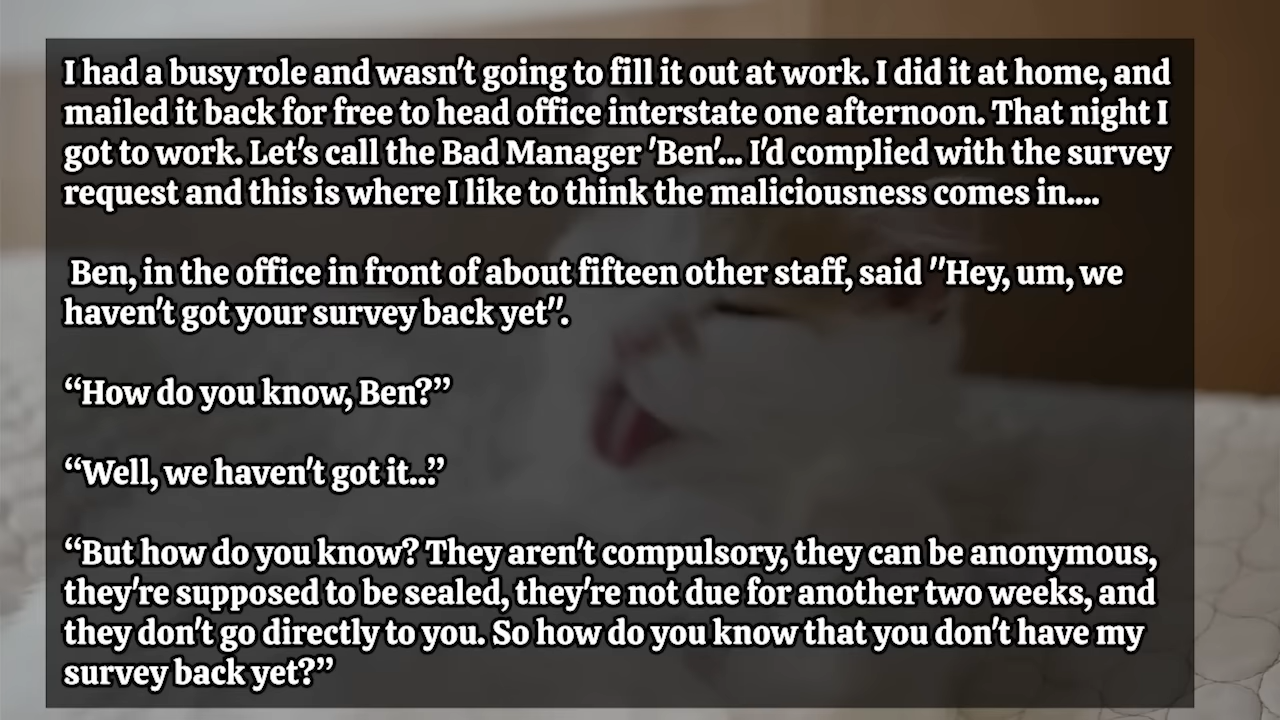 I had a busy role and wasn't going to fill it out at work. I did it at home, and
mailed it back for free to head office interstate one afternoon. That night I
got to work. Let's call the Bad Manager 'Ben'... I'd complied with the survey
request and this is where I like to think the maliciousness comes in....
Ben, in the office in front of about fifteen other staff, said "Hey, um, we
haven't got your survey back yet".
“How do you know, Ben?”
“Well, we haven't got it...”
“But how do you know? They aren't compulsory, they can be anonymous,
they're supposed to be sealed, they're not due for another two weeks, and
they don't go directly to you. So how do you know that you don't have my
survey back yet?”